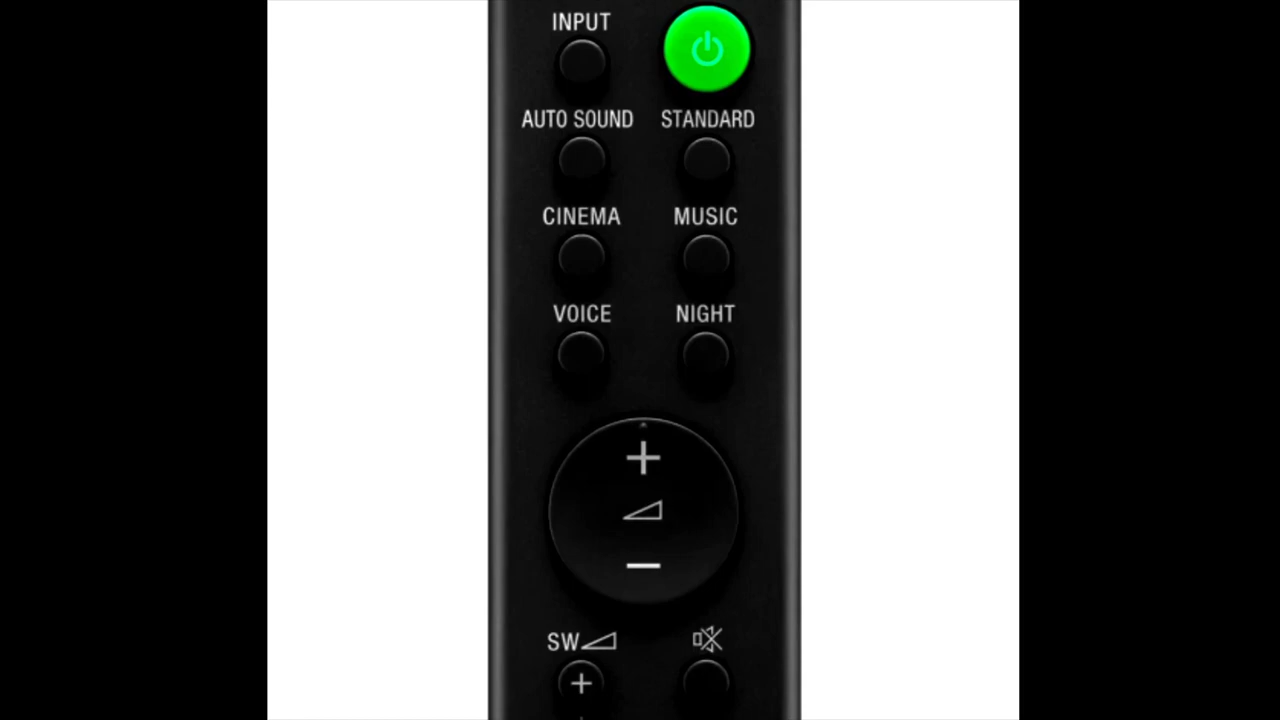 INPUT
AUTO SOUND STANDARD
CINEMA MUSIC
VOICE NIGHT
+
−
SW
+